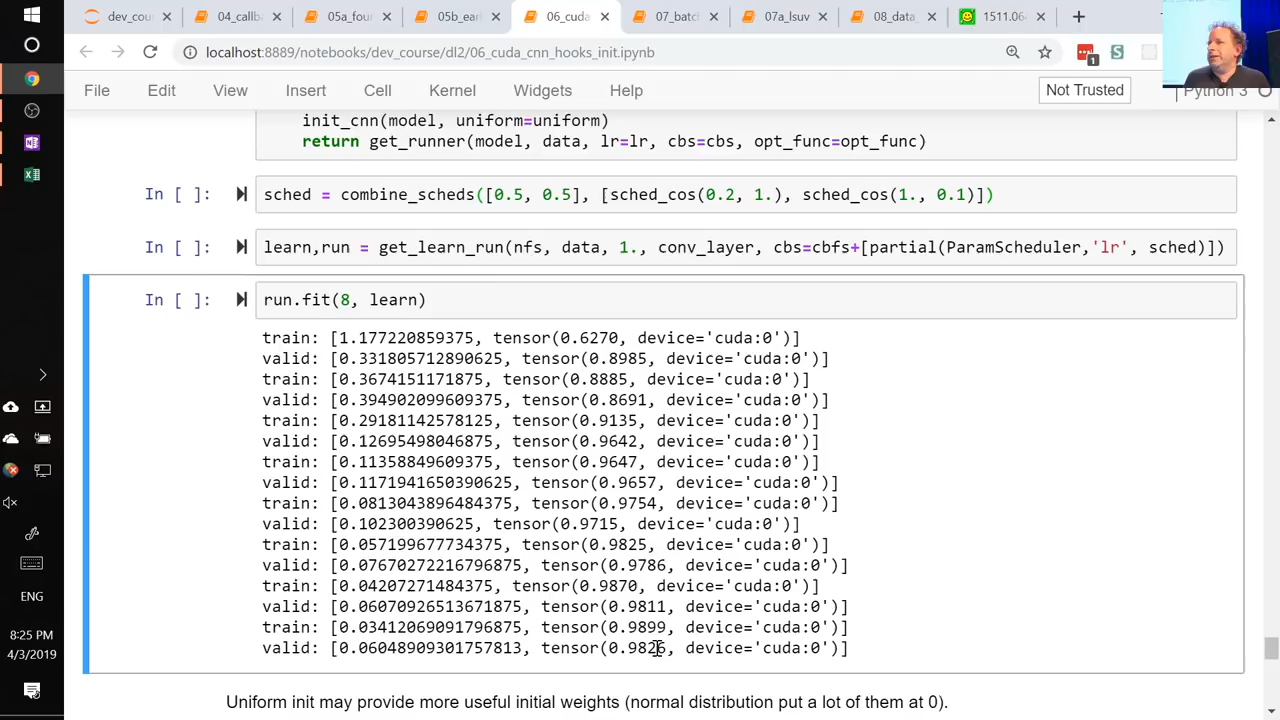 dev_cou
04_callb
05a_fou
05b_earl
06_cuda
07_batc
07a_lsuv
08_data_
1511.06
localhost:8889/notebooks/dev_course/dl2/06_cuda_cnn_hooks_init.ipynb
1
S
File Edit View Insert Cell Kernel Widgets Help
Not Trusted
Python 3
init_cnn(model, uniform=uniform)
return get_runner(model, data, lr=lr, cbs=cbs, opt_func=opt_func)
In [ ]: sched = combine_scheds([0.5, 0.5], [sched_cos(0.2, 1.), sched_cos(1., 0.1)])
In [ ]: learn,run = get_learn_run(nfs, data, 1., conv_layer, cbs=cbfs+[partial(ParamScheduler,'lr', sched)])
In [ ]: run.fit(8, learn)
train: [1.177220859375, tensor(0.6270, device='cuda:0')]
valid: [0.331805712890625, tensor(0.8985, device='cuda:0')]
train: [0.3674151171875, tensor(0.8885, device='cuda:0')]
valid: [0.394902099609375, tensor(0.8691, device='cuda:0')]
train: [0.29181142578125, tensor(0.9135, device='cuda:0')]
valid: [0.12695498046875, tensor(0.9642, device='cuda:0')]
train: [0.11358849609375, tensor(0.9647, device='cuda:0')]
valid: [0.1171941650390625, tensor(0.9657, device='cuda:0')]
train: [0.0813043896484375, tensor(0.9754, device='cuda:0')]
valid: [0.102300390625, tensor(0.9715, device='cuda:0')]
train: [0.057199677734375, tensor(0.9825, device='cuda:0')]
valid: [0.07670272216796875, tensor(0.9786, device='cuda:0')]
train: [0.04207271484375, tensor(0.9870, device='cuda:0')]
valid: [0.06070926513671875, tensor(0.9811, device='cuda:0')]
train: [0.03412069091796875, tensor(0.9899, device='cuda:0')]
valid: [0.06048909301757813, tensor(0.9826, device='cuda:0')]
Uniform init may provide more useful initial weights (normal distribution put a lot of them at 0).
ENG
8:25 PM
4/3/2019